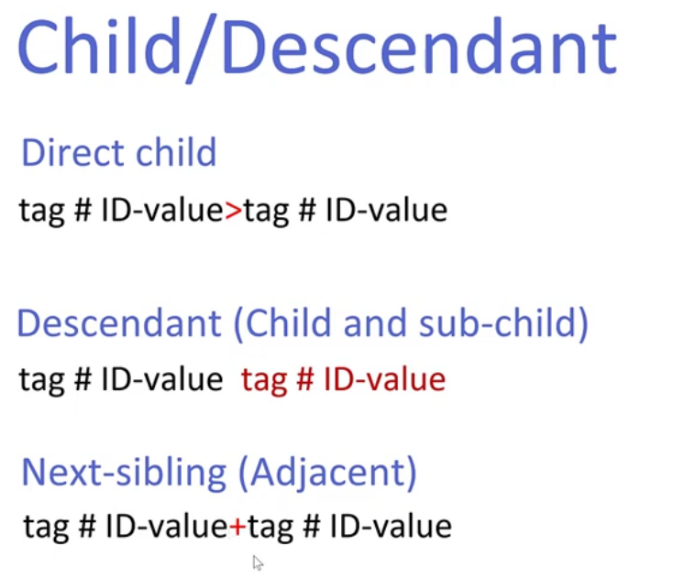 Child/Descendant
Direct child
tag # ID-value>tag # ID-value
Descendant (Child and sub-child)
tag # ID-value  tag # ID-value
Next-sibling (Adjacent)
tag # ID-value+tag # ID-value